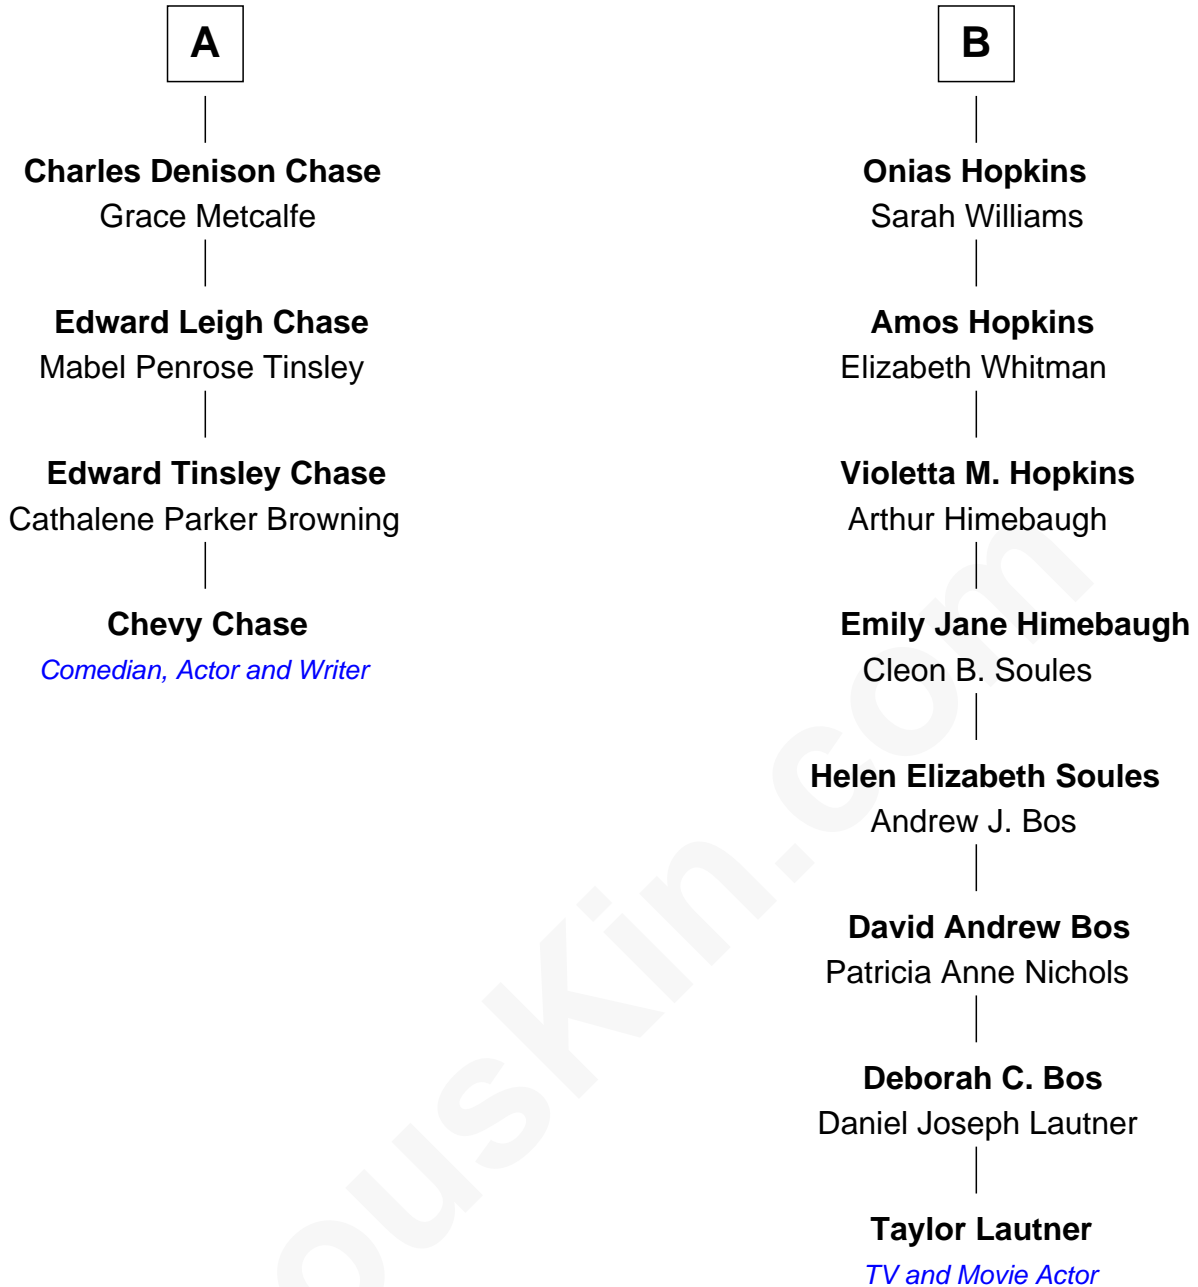 A
Charles Denison Chase
Grace Metcalfe
Edward Leigh Chase
Mabel Penrose Tinsley
Edward Tinsley Chase
Cathalene Parker Browning
Chevy Chase
Comedian, Actor and Writer
B
Onias Hopkins
Sarah Williams
Amos Hopkins
Elizabeth Whitman
Violetta M. Hopkins
Arthur Himebaugh
Emily Jane Himebaugh
Cleon B. Soules
Helen Elizabeth Soules
Andrew J. Bos
David Andrew Bos
Patricia Anne Nichols
Deborah C. Bos
Daniel Joseph Lautner
Taylor Lautner
TV and Movie Actor
ousKin.com